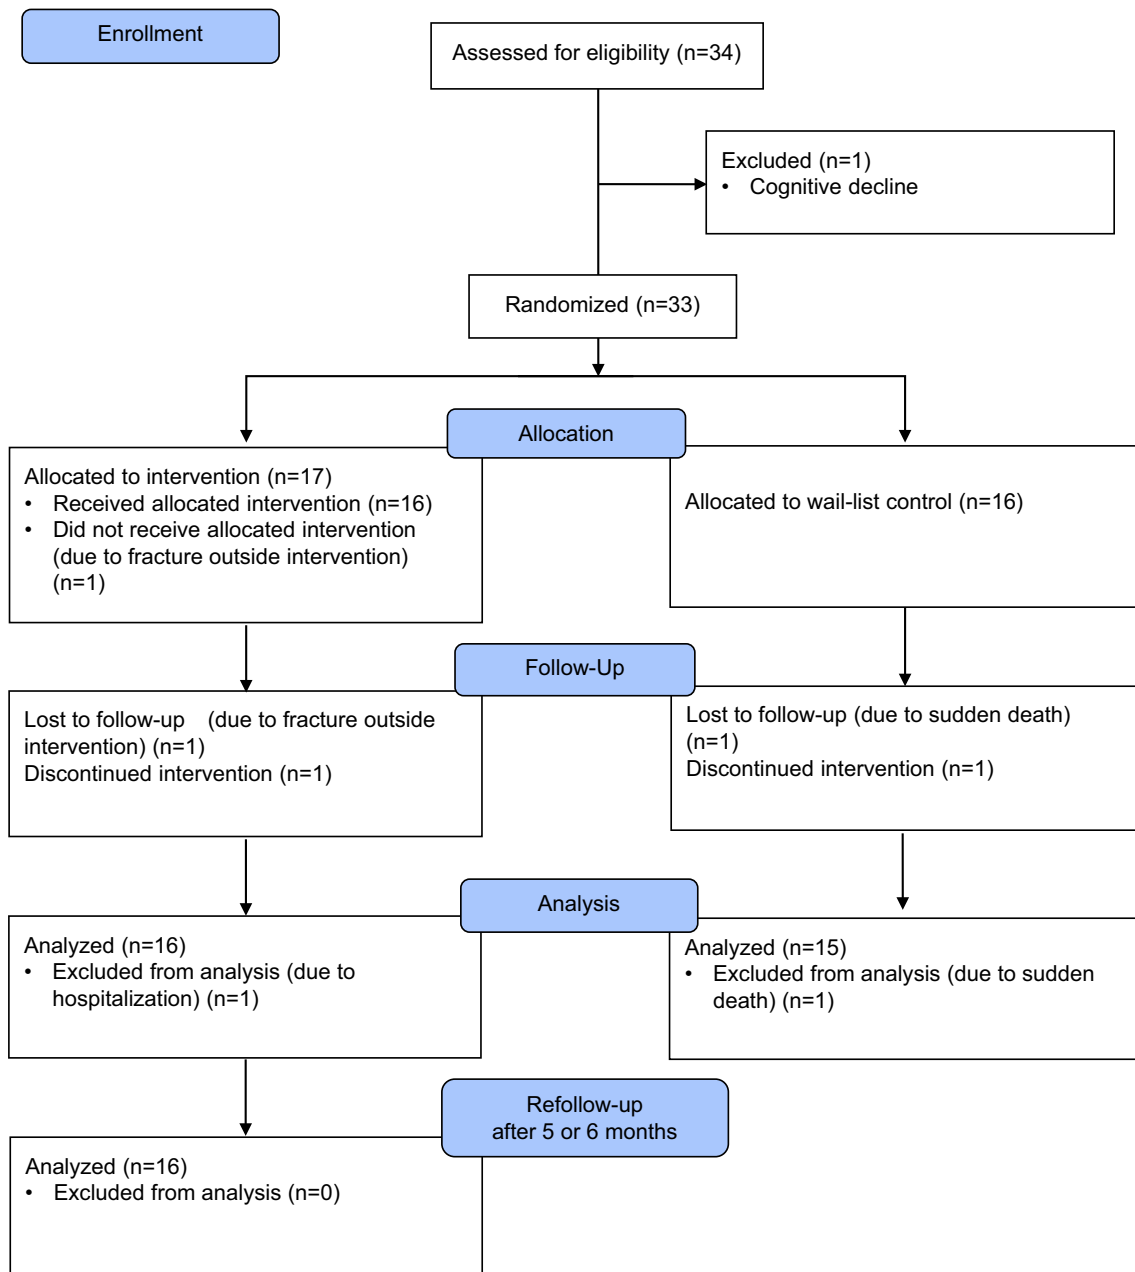 Enrollment
Assessed for eligibility (n=34)
Excluded (n=1)
• Cognitive decline
Randomized (n=33)
Allocation
Allocated to intervention (n=17)
• Received allocated intervention (n=16)
• Did not receive allocated intervention
(due to fracture outside intervention)
(n=1)
Allocated to wail-list control (n=16)
Follow-Up
Lost to follow-up (due to fracture outside
intervention) (n=1)
Discontinued intervention (n=1)
Lost to follow-up (due to sudden death)
(n=1)
Discontinued intervention (n=1)
Analysis
Analyzed (n=16)
• Excluded from analysis (due to
hospitalization) (n=1)
Analyzed (n=15)
• Excluded from analysis (due to sudden
death) (n=1)
Refollow-up
after 5 or 6 months
Analyzed (n=16)
• Excluded from analysis (n=0)